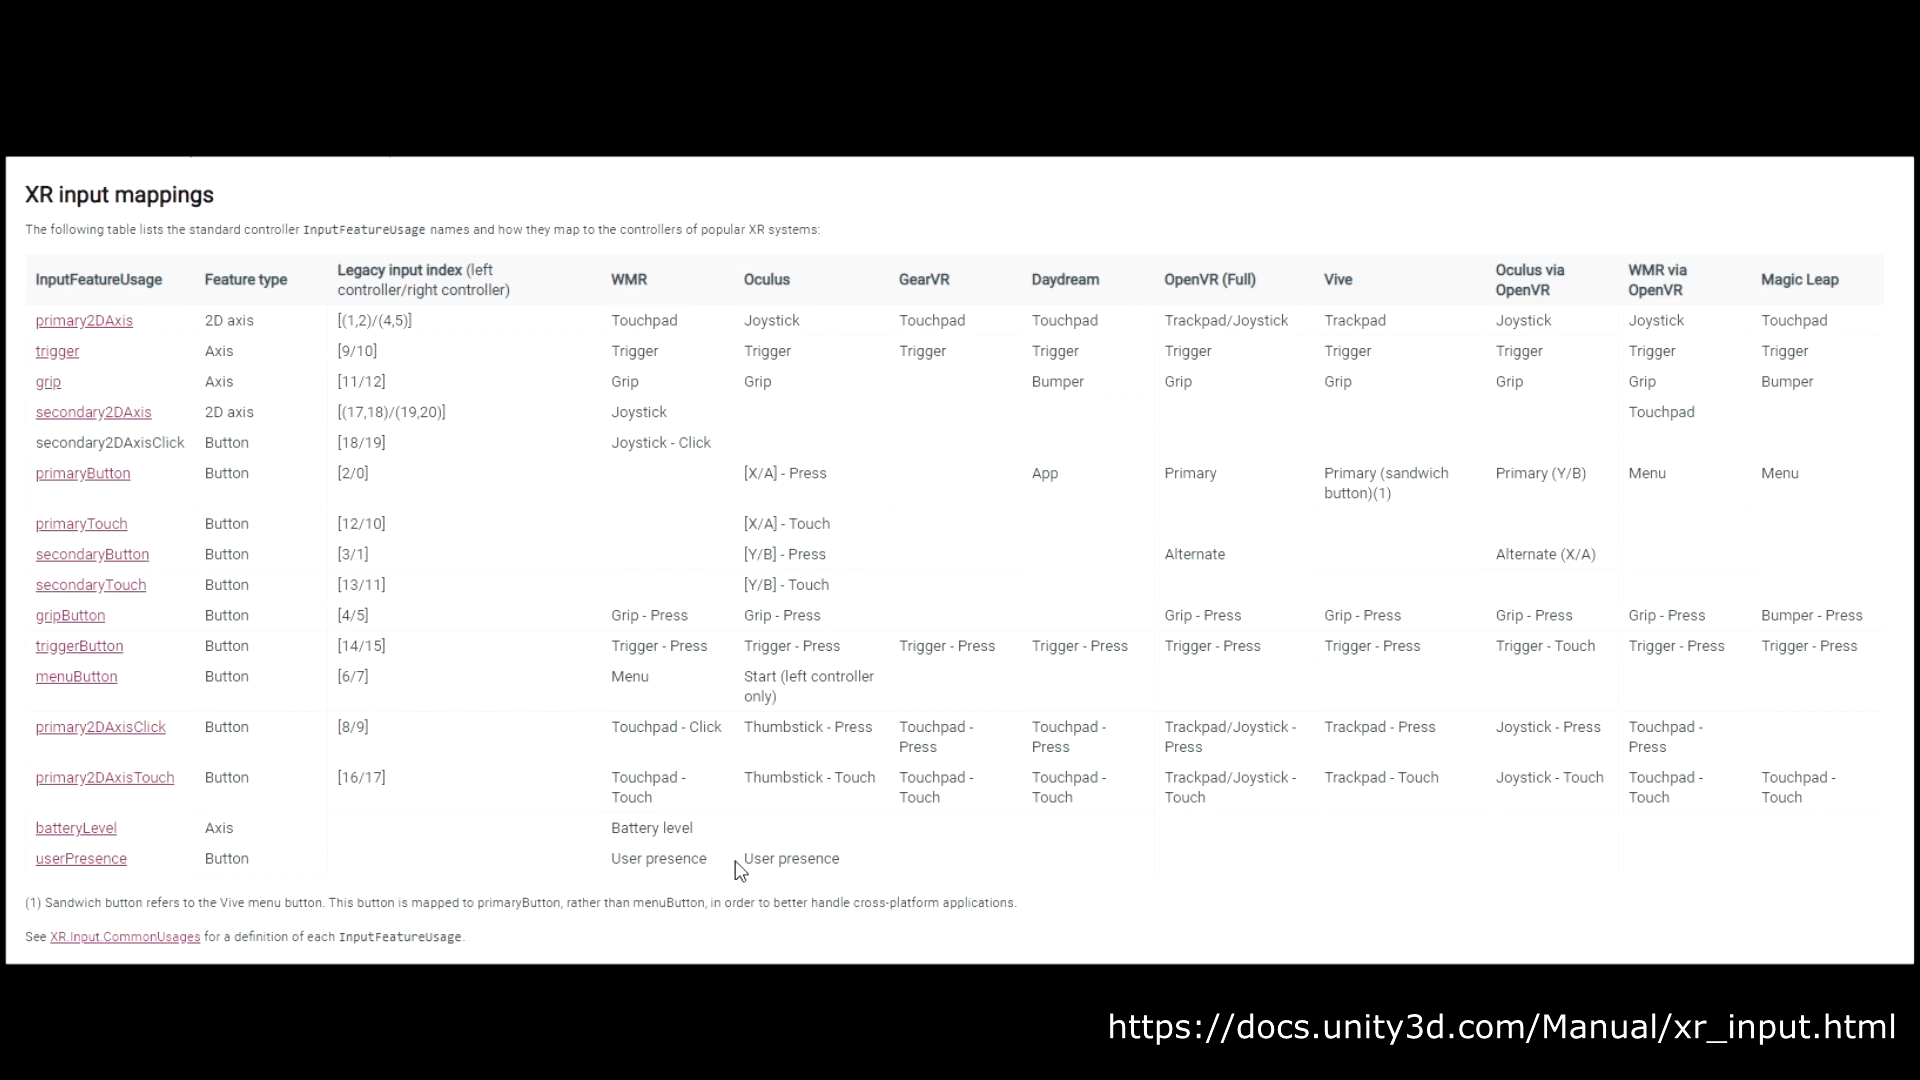 XR input mappings
The following table lists the standard controller InputFeatureUsage names and how they map to the controllers of popular XR systems:
InputFeatureUsage Feature type Legacy input index (left controller/right controller) WMR Oculus GearVR Daydream OpenVR (Full) Vive Oculus via OpenVR WMR via OpenVR Magic Leap
primary2DAxis 2D axis [(1,2)/(4,5)] Touchpad Joystick Touchpad Touchpad Trackpad/Joystick Trackpad Joystick Joystick Touchpad
trigger Axis [9/10] Trigger Trigger Trigger Trigger Trigger Trigger Trigger Trigger Trigger
grip Axis [11/12] Grip Grip Bumper Grip Grip Grip Grip Bumper
secondary2DAxis 2D axis [(17,18)/(19,20)] Joystick Touchpad
secondary2DAxisClick Button [18/19] Joystick - Click
primaryButton Button [2/0] [X/A] - Press App Primary Primary (sandwich button)(1) Primary (Y/B) Menu Menu
primaryTouch Button [12/10] [X/A] - Touch
secondaryButton Button [3/1] [Y/B] - Press Alternate Alternate (X/A)
secondaryTouch Button [13/11] [Y/B] - Touch
gripButton Button [4/5] Grip - Press Grip - Press Grip - Press Grip - Press Grip - Press Grip - Press Bumper - Press
triggerButton Button [14/15] Trigger - Press Trigger - Press Trigger - Press Trigger - Press Trigger - Press Trigger - Press Trigger - Touch Trigger - Press Trigger - Press
menuButton Button [6/7] Menu Start (left controller only)
primary2DAxisClick Button [8/9] Touchpad - Click Thumbstick - Press Touchpad - Press Touchpad - Press Trackpad/Joystick - Press Trackpad - Press Joystick - Press Touchpad - Press
primary2DAxisTouch Button [16/17] Touchpad - Touch Thumbstick - Touch Touchpad - Touch Touchpad - Touch Trackpad/Joystick - Touch Trackpad - Touch Joystick - Touch Touchpad - Touch Touchpad - Touch
batteryLevel Axis Battery level
userPresence Button User presence User presence
(1) Sandwich button refers to the Vive menu button. This button is mapped to primaryButton, rather than menuButton, in order to better handle cross-platform applications.
See XR.Input.CommonUsages for a definition of each InputFeatureUsage.
https://docs.unity3d.com/Manual/xr_input.html